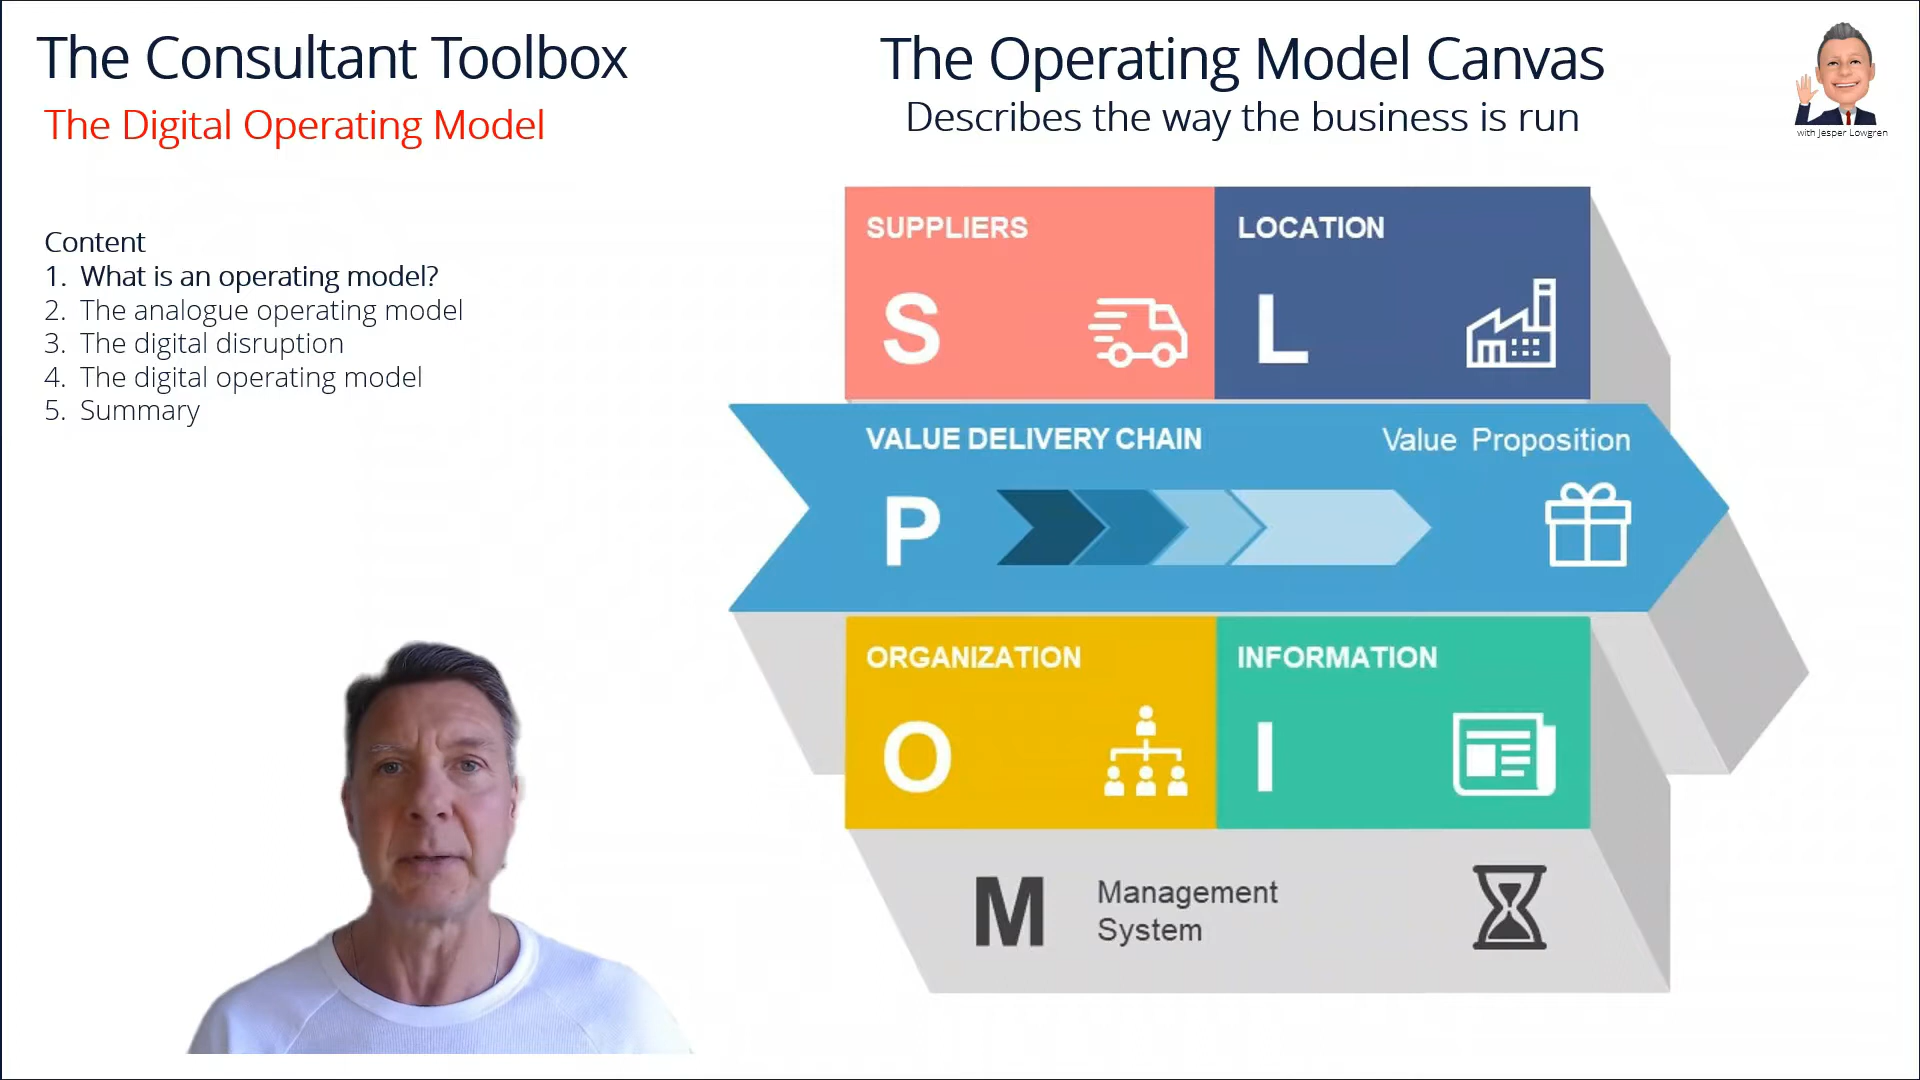 The Consultant Toolbox
The Digital Operating Model
Content
1. What is an operating model?
2. The analogue operating model
3. The digital disruption
4. The digital operating model
5. Summary
The Operating Model Canvas
Describes the way the business is run
with Jesper Lowgren
SUPPLIERS
S
LOCATION
L
VALUE DELIVERY CHAIN
Value Proposition
P
ORGANIZATION
O
INFORMATION
I
M
Management
System